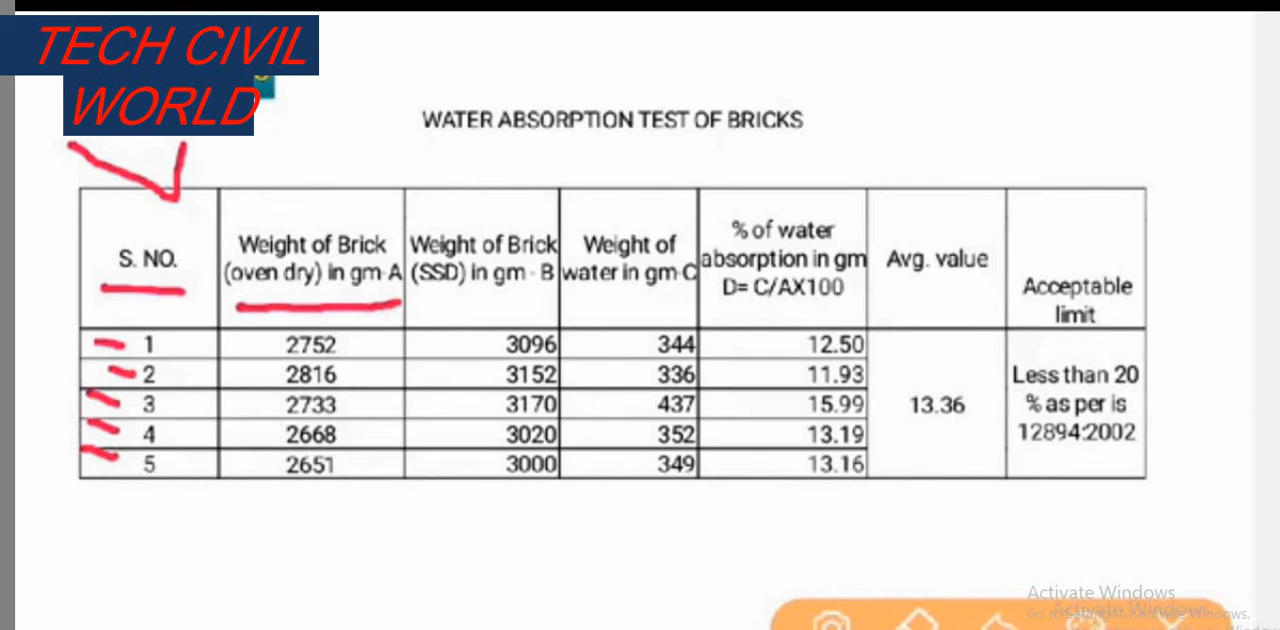 TECH CIVIL
WORLD
WATER ABSORPTION TEST OF BRICKS
S. NO.
Weight of Brick
(oven dry) in gm-A
Weight of Brick
(SSD) in gm - B
Weight of
water in gm-C
% of water
absorption in gm
D= C/AX100
Avg. value
Acceptable
limit
1 2752 3096 344 12.50
2 2816 3152 336 11.93
3 2733 3170 437 15.99
4 2668 3020 352 13.19
5 2651 3000 349 13.16
13.36
Less than 20
% as per is
12894:2002
Activate Windows